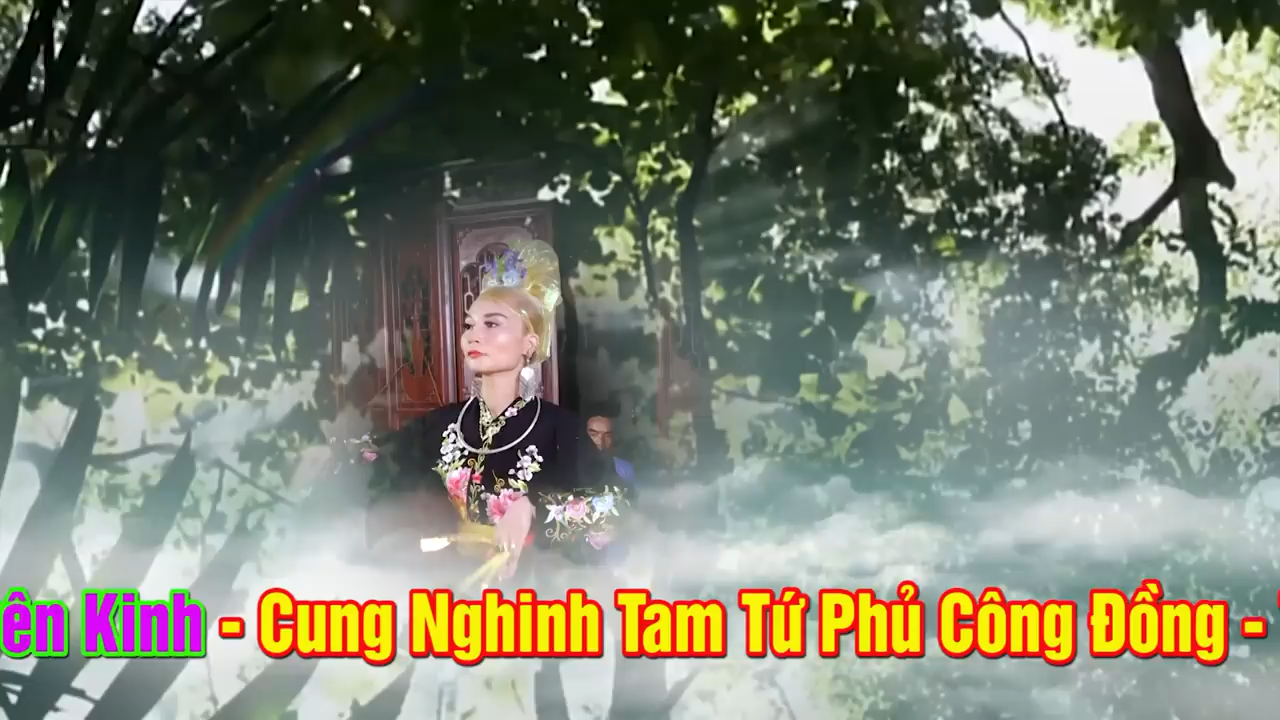 ên Kinh - Cung Nghinh Tam Tứ Phủ Công Đồng -